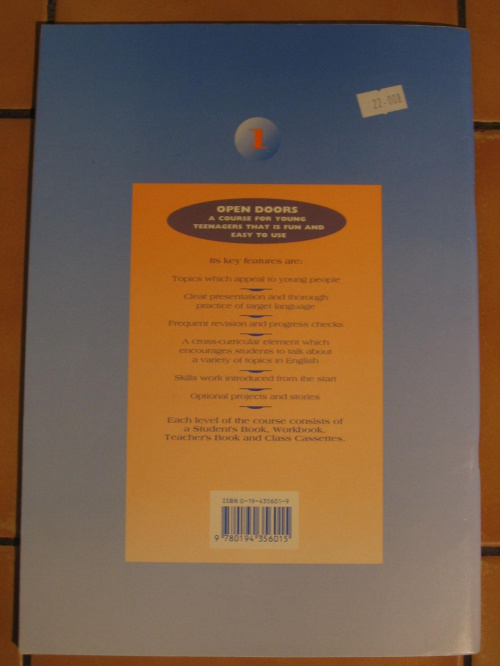 22.008
1
OPEN DOORS
A COURSE FOR YOUNG
TEENAGERS THAT IS FUN AND
EASY TO USE
Its key features are:
Topics which appeal to young people
Clear presentation and thorough
practice of target language
Frequent revision and progress checks
A cross-curricular element which
encourages students to talk about
a variety of topics in English
Skills work introduced from the start
Optional projects and stories
Each level of the course consists of
a Student's Book, Workbook,
Teacher's Book and Class Cassettes.
ISBN 0-19-435601-9
9 780194 356015